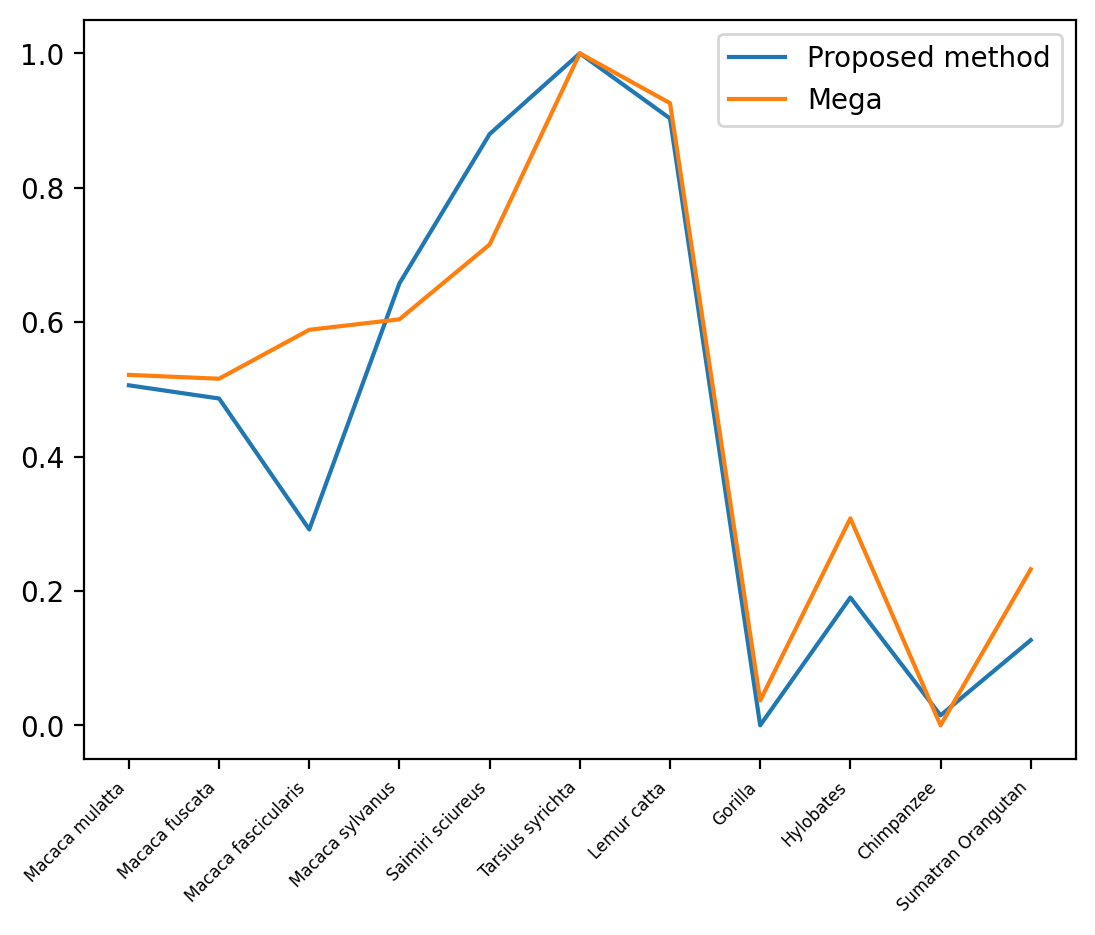 Proposed method
Mega
1.0
0.8
0.6
0.4
0.2
0.0
Macaca mulatta
Macaca fuscata
Macaca fascicularis
Macaca sylvanus
Saimiri sciureus
Tarsius syrichta
Lemur catta
Gorilla
Hylobates
Chimpanzee
Sumatran Orangutan